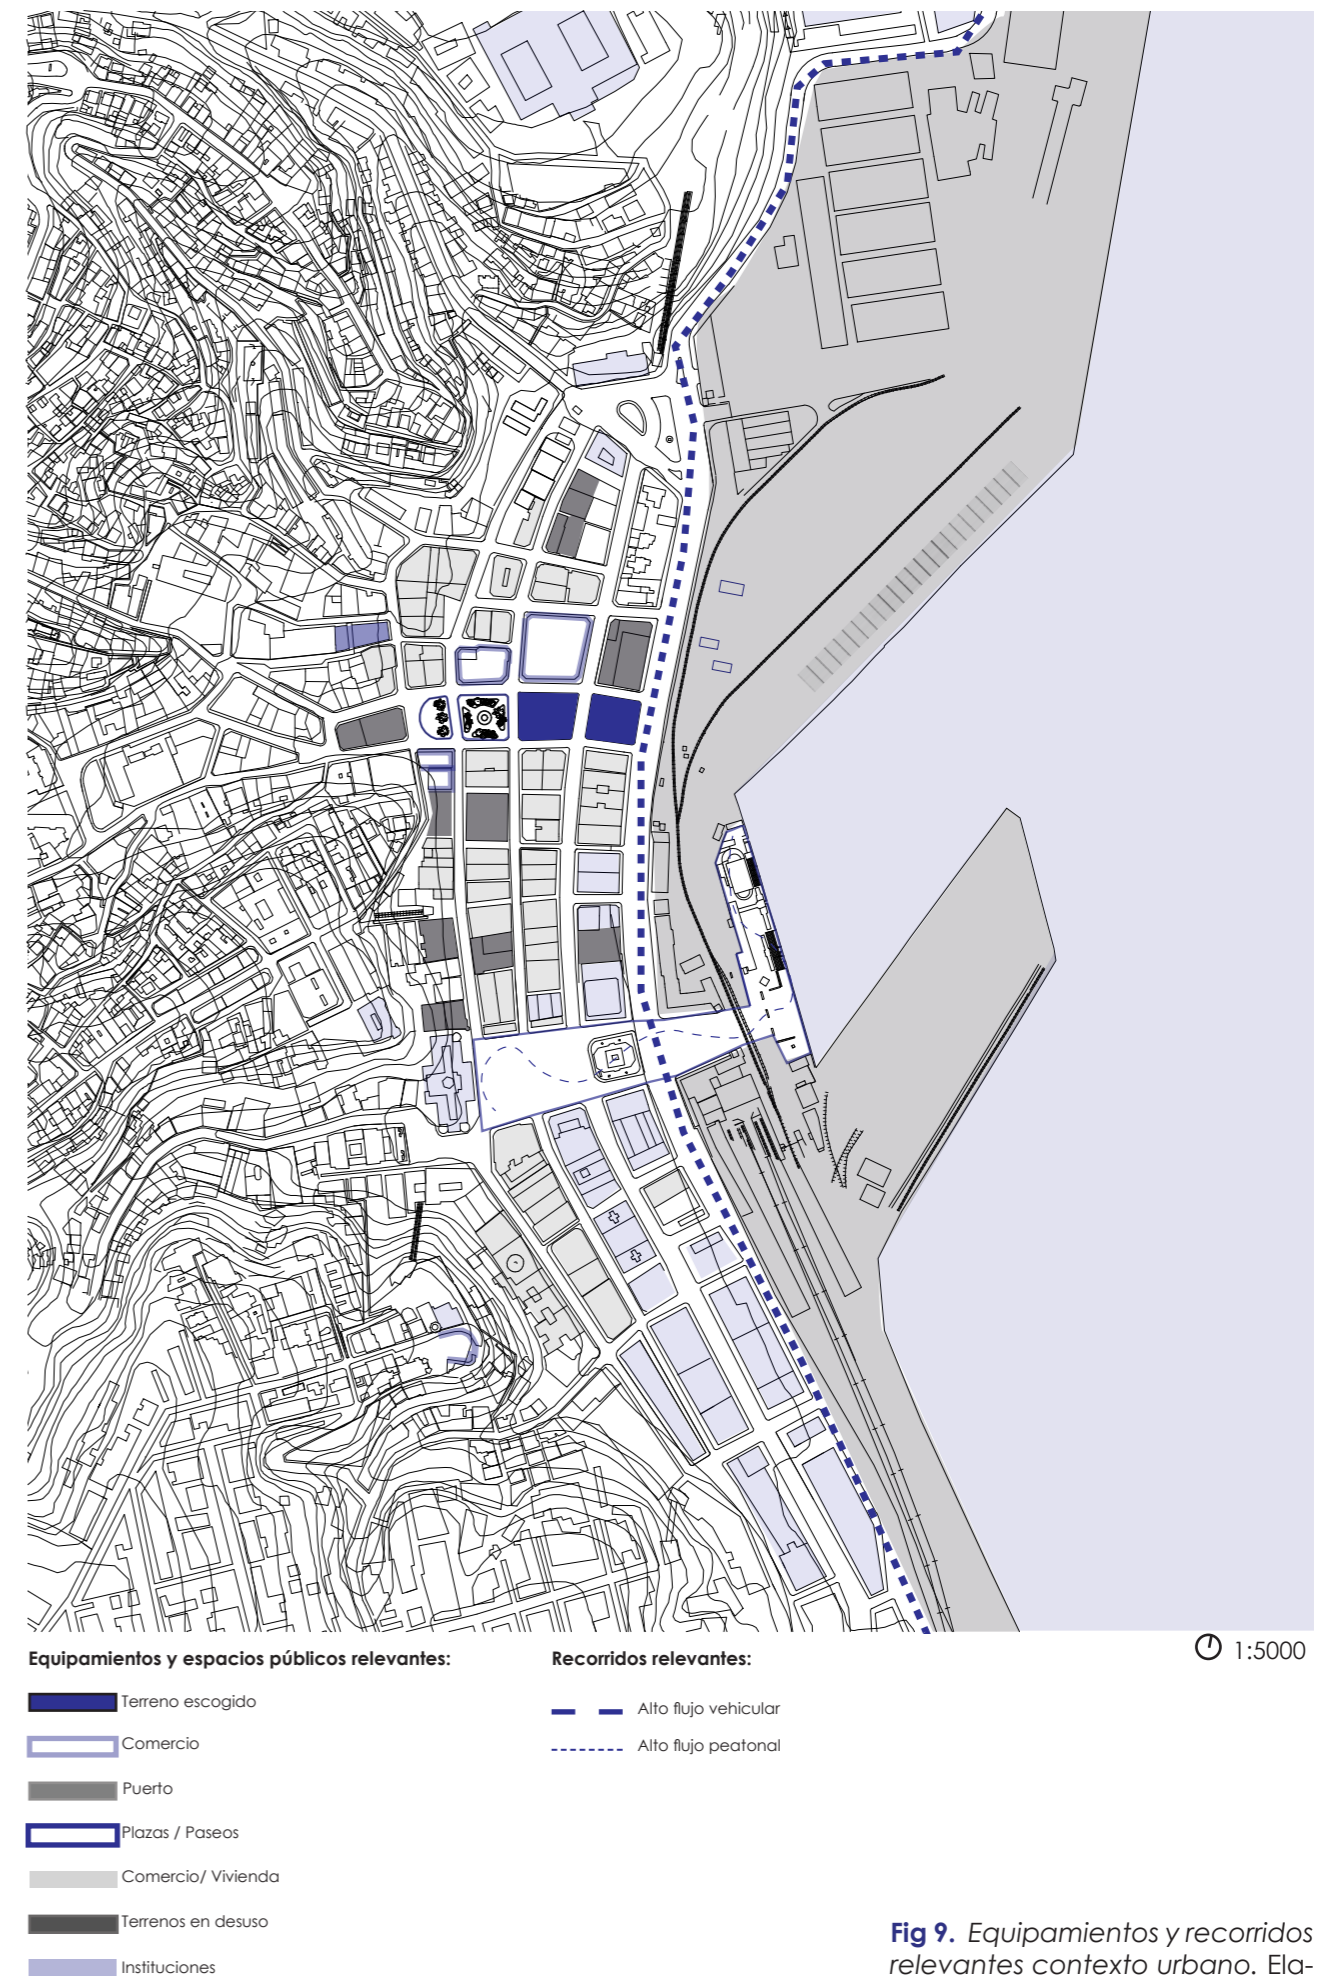 1:5000
Equipamientos y espacios públicos relevantes:
Terreno escogido
Comercio
Puerto
Plazas / Paseos
Comercio/ Vivienda
Terrenos en desuso
Instituciones
Recorridos relevantes:
Alto flujo vehicular
Alto flujo peatonal
Fig 9. Equipamientos y recorridos
relevantes contexto urbano. Ela-